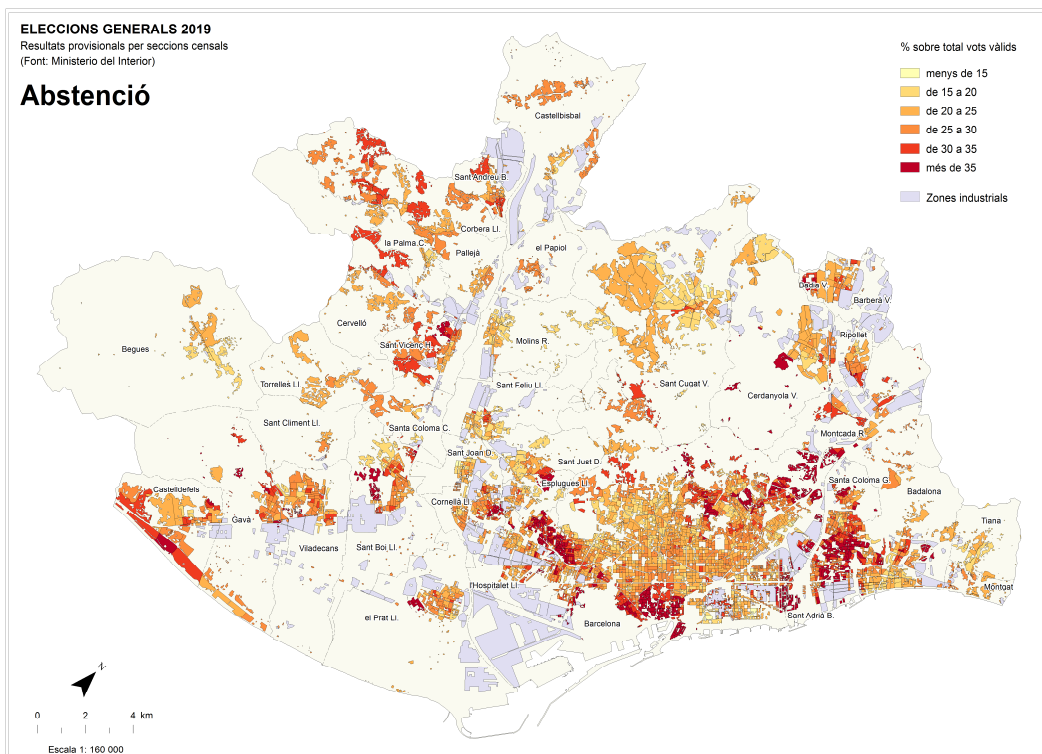 ELECCIONS GENERALS 2019
Resultats provisionals per seccions censals
(Font: Ministerio del Interior)
Abstenció
% sobre total vots vàlids
menys de 15
de 15 a 20
de 20 a 25
de 25 a 30
de 30 a 35
més de 35
Zones industrials
Castellbisbal
Sant Andreu B.
Corbera Ll.
la Palma C.
Pallejà
el Papiol
Badia V.
Barberà V.
Cervelló
Ripollet
Begues
Sant Vicenç H.
Molins R.
Torrelles Ll.
Sant Feliu Ll.
Sant Cugat V.
Cerdanyola V.
Sant Climent Ll.
Santa Coloma C.
Montcada R.
Sant Joan D.
Sant Just D.
Castelldefels
Esplugues Ll.
Santa Coloma G.
Badalona
Cornellà Ll.
Gavà
Tiana
Viladecans
Sant Boi Ll.
l'Hospitalet Ll.
Montgat
el Prat Ll.
Barcelona
Sant Adrià B.
N
0 2 4 km
Escala 1: 160 000